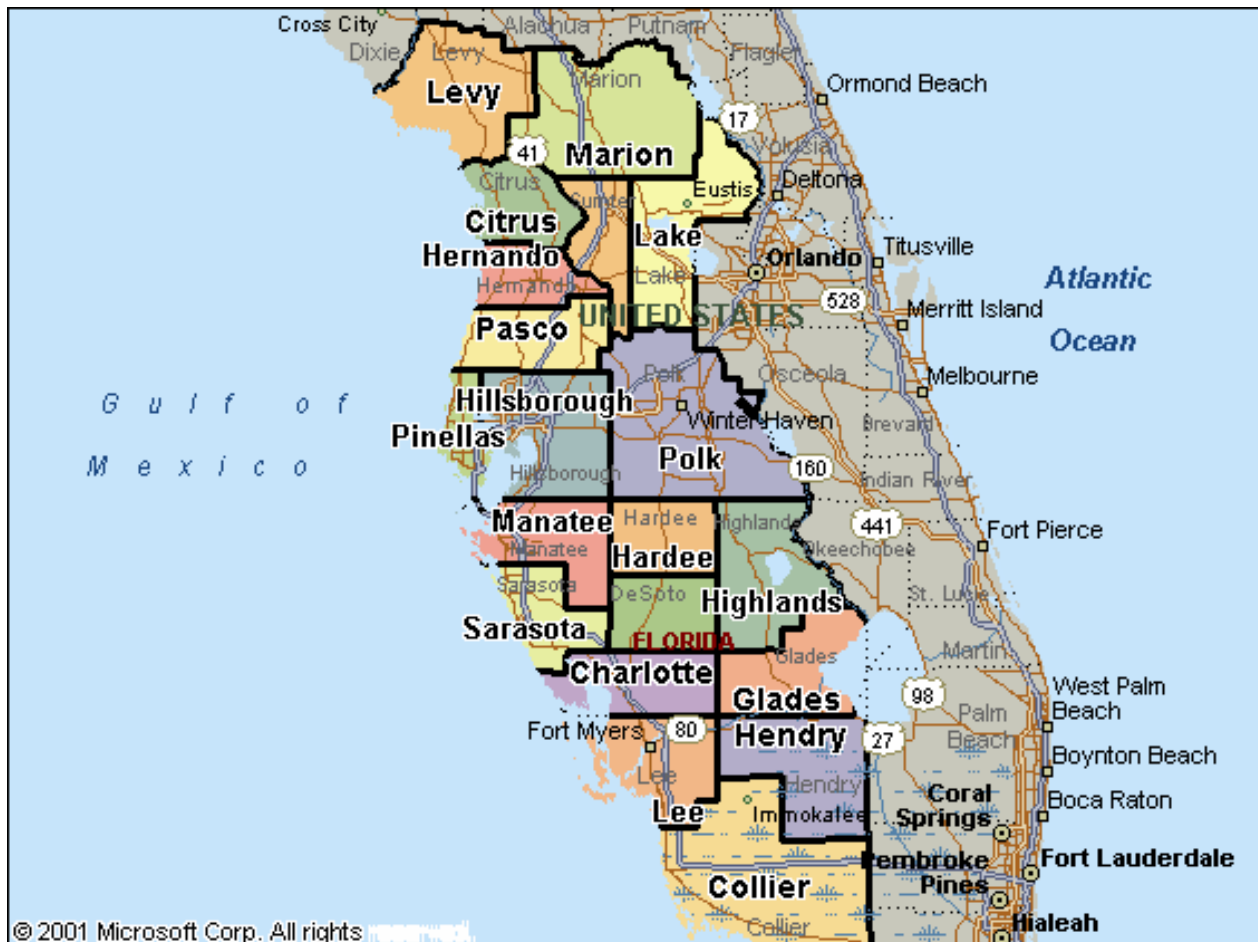 Cross City
Alachua
Putnam
Dixie
Levy
Flagler
Marion
Levy
Ormond Beach
17
Volusia
41
Marion
Citrus
Sumter
Eustis
Deltona
Citrus
Lake
Hernando
Orlando
Titusville
Hernando
Lake
Atlantic
Ocean
528
UNITED STATES
Merritt Island
Pasco
Polk
Osceola
Melbourne
Gulf of
Mexico
Hillsborough
Winter Haven
Brevard
Pinellas
Polk
160
Hillsborough
Indian River
Manatee
Hardee
Highlands
441
Fort Pierce
Manatee
Hardee
Okeechobee
Sarasota
DeSoto
Highlands
St. Lucie
Sarasota
FLORIDA
Glades
Martin
Charlotte
West Palm
Beach
Glades
98
Palm
Beach
Fort Myers
80
Hendry
27
Boynton Beach
Lee
Hendry
Coral
Springs
Boca Raton
Lee
Immokalee
Pembroke
Pines
Fort Lauderdale
Collier
Collier
Hialeah
© 2001 Microsoft Corp. All rights